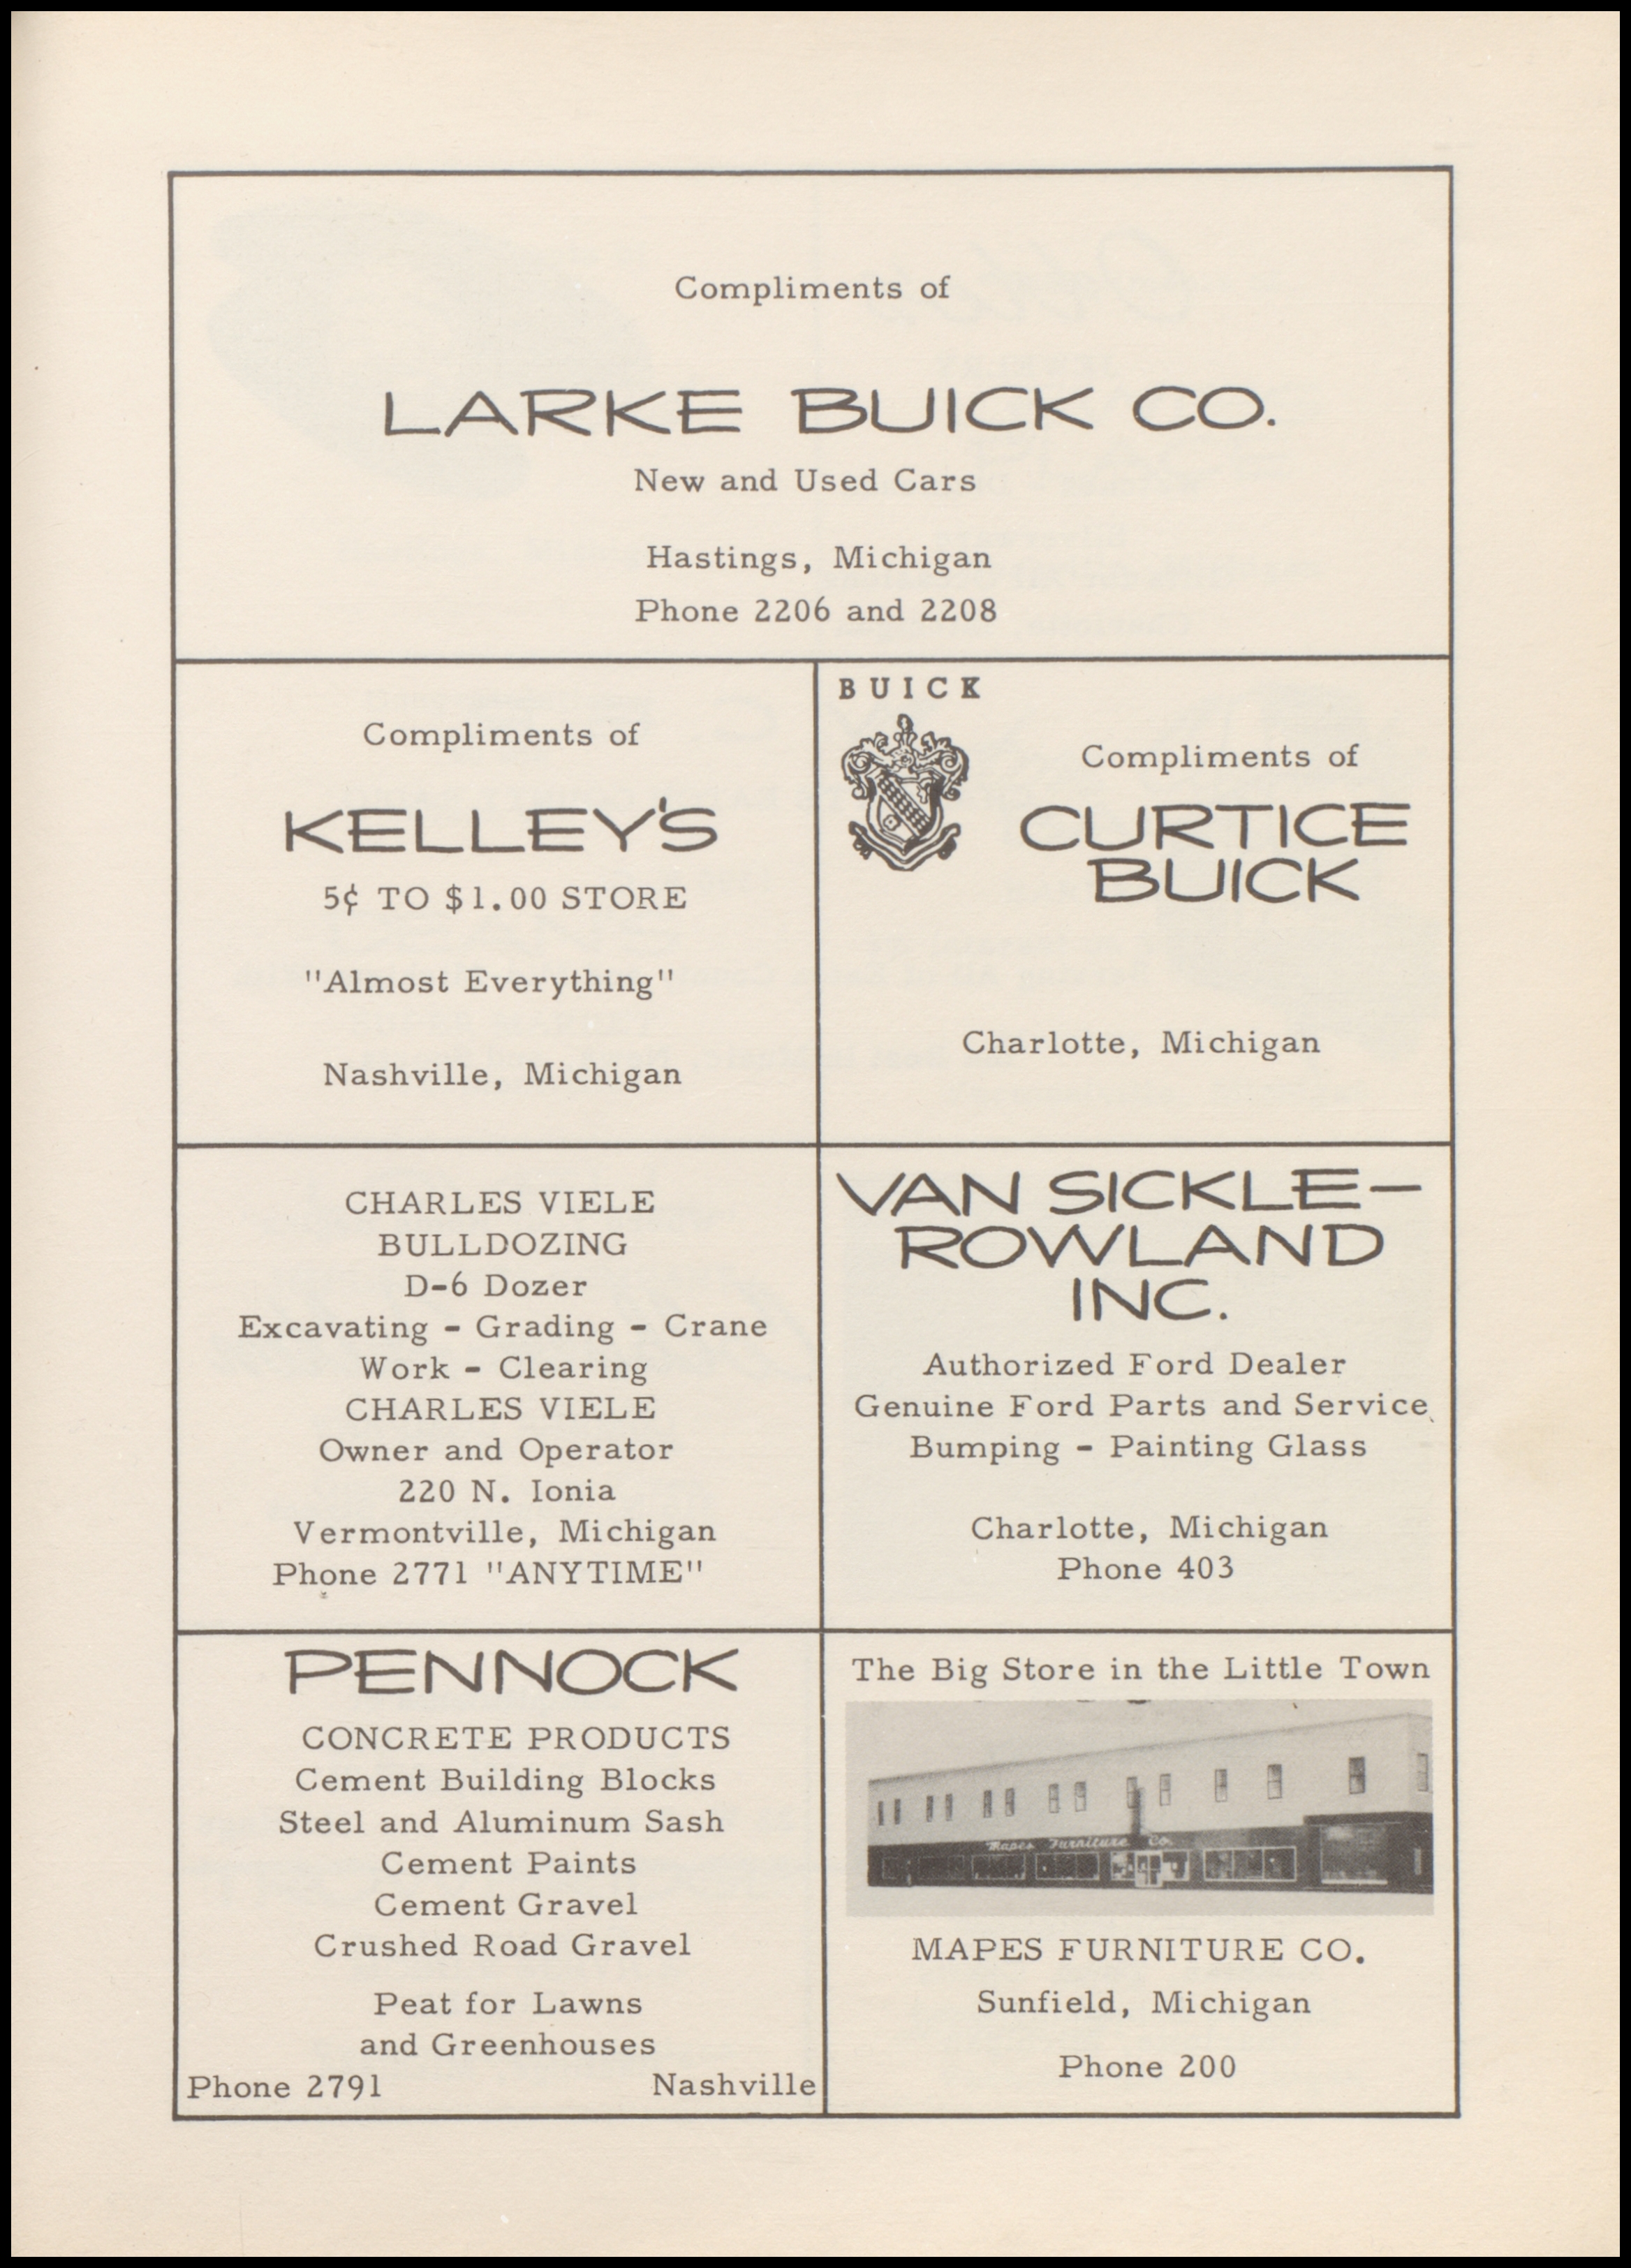 Compliments of
LARKE BUICK CO.
New and Used Cars
Hastings, Michigan
Phone 2206 and 2208
Compliments of
KELLEY'S
5¢ TO $1.00 STORE
"Almost Everything"
Nashville, Michigan
BUICK
Compliments of
CURTICE
BUICK
Charlotte, Michigan
CHARLES VIELE
BULLDOZING
D-6 Dozer
Excavating - Grading - Crane
Work - Clearing
CHARLES VIELE
Owner and Operator
220 N. Ionia
Vermontville, Michigan
Phone 2771 "ANYTIME"
VAN SICKLE-
ROWLAND
INC.
Authorized Ford Dealer
Genuine Ford Parts and Service
Bumping - Painting Glass
Charlotte, Michigan
Phone 403
PENNOCK
CONCRETE PRODUCTS
Cement Building Blocks
Steel and Aluminum Sash
Cement Paints
Cement Gravel
Crushed Road Gravel
Peat for Lawns
and Greenhouses
Phone 2791 Nashville
The Big Store in the Little Town
Mapes Furniture Co.
MAPES FURNITURE CO.
Sunfield, Michigan
Phone 200